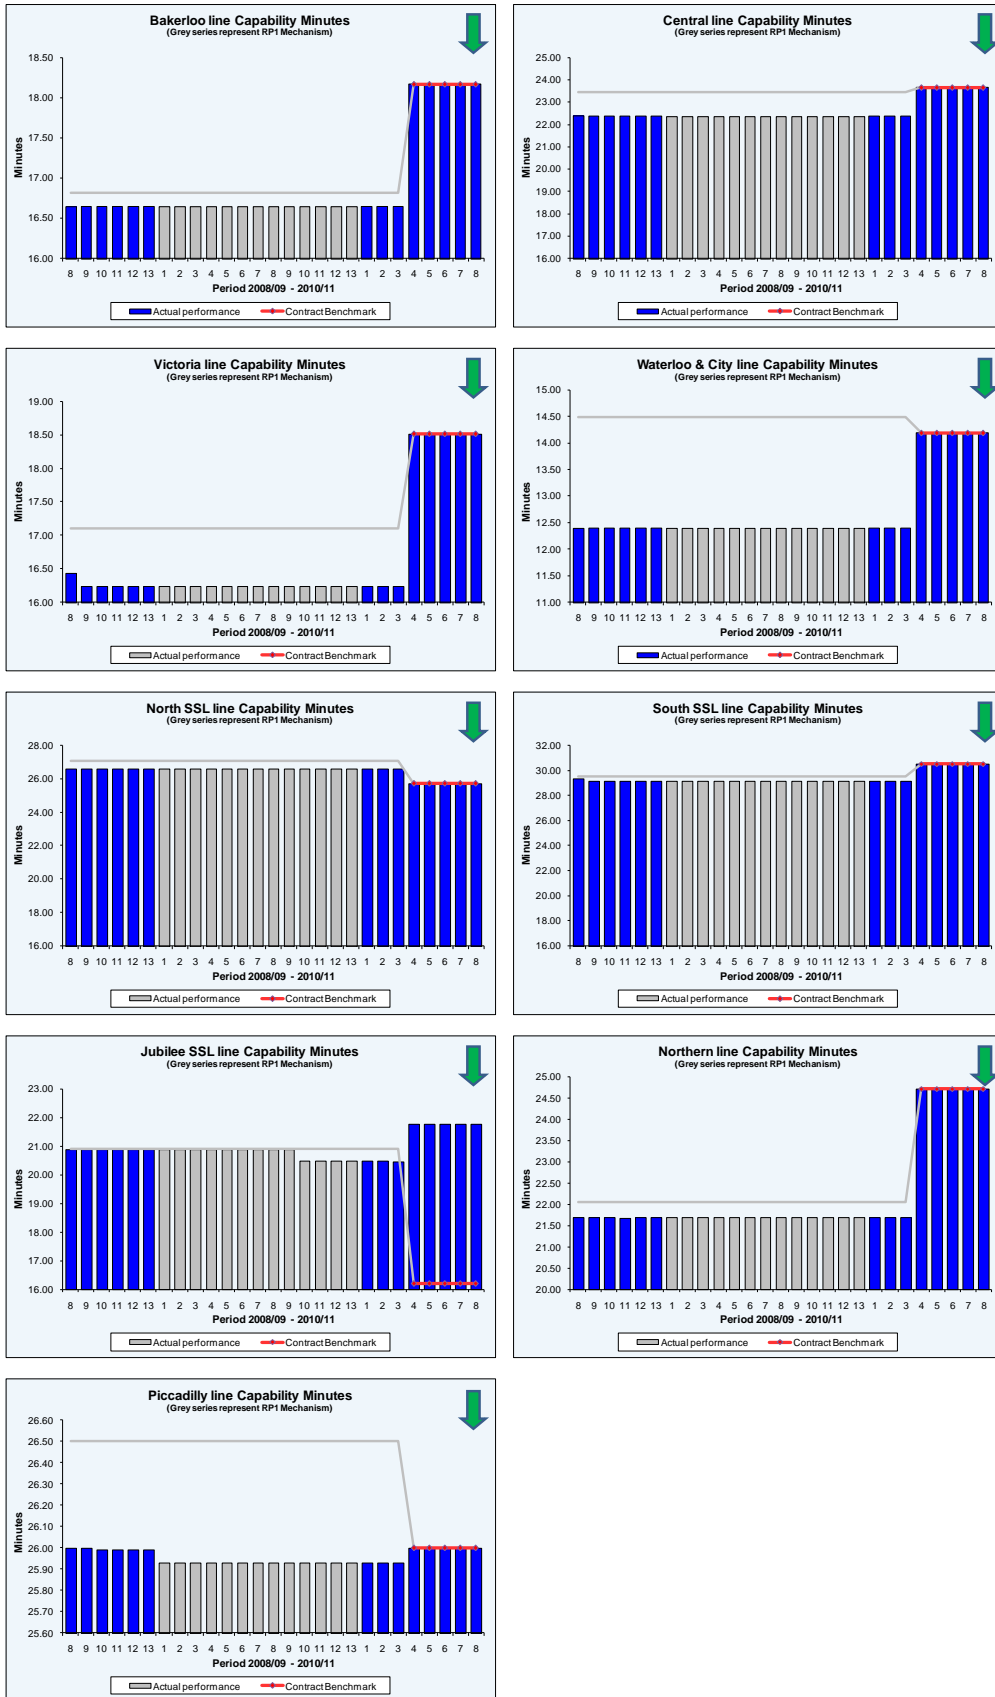 Bakerloo line Capability Minutes
(Grey series represent RP1 Mechanism)
Minutes
18.50
18.00
17.50
17.00
16.50
16.00
8 9 10 11 12 13 1 2 3 4 5 6 7 8 9 10 11 12 13 1 2 3 4 5 6 7 8
Period 2008/09 - 2010/11
Actual performance Contract Benchmark
Central line Capability Minutes
(Grey series represent RP1 Mechanism)
Minutes
25.00
24.00
23.00
22.00
21.00
20.00
19.00
18.00
17.00
16.00
8 9 10 11 12 13 1 2 3 4 5 6 7 8 9 10 11 12 13 1 2 3 4 5 6 7 8
Period 2008/09 - 2010/11
Actual performance Contract Benchmark
Victoria line Capability Minutes
(Grey series represent RP1 Mechanism)
Minutes
19.00
18.50
18.00
17.50
17.00
16.50
16.00
8 9 10 11 12 13 1 2 3 4 5 6 7 8 9 10 11 12 13 1 2 3 4 5 6 7 8
Period 2008/09 - 2010/11
Actual performance Contract Benchmark
Waterloo & City line Capability Minutes
(Grey series represent RP1 Mechanism)
Minutes
15.00
14.50
14.00
13.50
13.00
12.50
12.00
11.50
11.00
8 9 10 11 12 13 1 2 3 4 5 6 7 8 9 10 11 12 13 1 2 3 4 5 6 7 8
Period 2008/09 - 2010/11
Actual performance Contract Benchmark
North SSL line Capability Minutes
(Grey series represent RP1 Mechanism)
Minutes
28.00
26.00
24.00
22.00
20.00
18.00
16.00
8 9 10 11 12 13 1 2 3 4 5 6 7 8 9 10 11 12 13 1 2 3 4 5 6 7 8
Period 2008/09 - 2010/11
Actual performance Contract Benchmark
South SSL line Capability Minutes
(Grey series represent RP1 Mechanism)
Minutes
32.00
30.00
28.00
26.00
24.00
22.00
20.00
18.00
16.00
8 9 10 11 12 13 1 2 3 4 5 6 7 8 9 10 11 12 13 1 2 3 4 5 6 7 8
Period 2008/09 - 2010/11
Actual performance Contract Benchmark
Jubilee SSL line Capability Minutes
(Grey series represent RP1 Mechanism)
Minutes
23.00
22.00
21.00
20.00
19.00
18.00
17.00
16.00
8 9 10 11 12 13 1 2 3 4 5 6 7 8 9 10 11 12 13 1 2 3 4 5 6 7 8
Period 2008/09 - 2010/11
Actual performance Contract Benchmark
Northern line Capability Minutes
(Grey series represent RP1 Mechanism)
Minutes
25.00
24.50
24.00
23.50
23.00
22.50
22.00
21.50
21.00
20.50
20.00
8 9 10 11 12 13 1 2 3 4 5 6 7 8 9 10 11 12 13 1 2 3 4 5 6 7 8
Period 2008/09 - 2010/11
Actual performance Contract Benchmark
Piccadilly line Capability Minutes
(Grey series represent RP1 Mechanism)
Minutes
26.60
26.50
26.40
26.30
26.20
26.10
26.00
25.90
25.80
25.70
25.60
8 9 10 11 12 13 1 2 3 4 5 6 7 8 9 10 11 12 13 1 2 3 4 5 6 7 8
Period 2008/09 - 2010/11
Actual performance Contract Benchmark